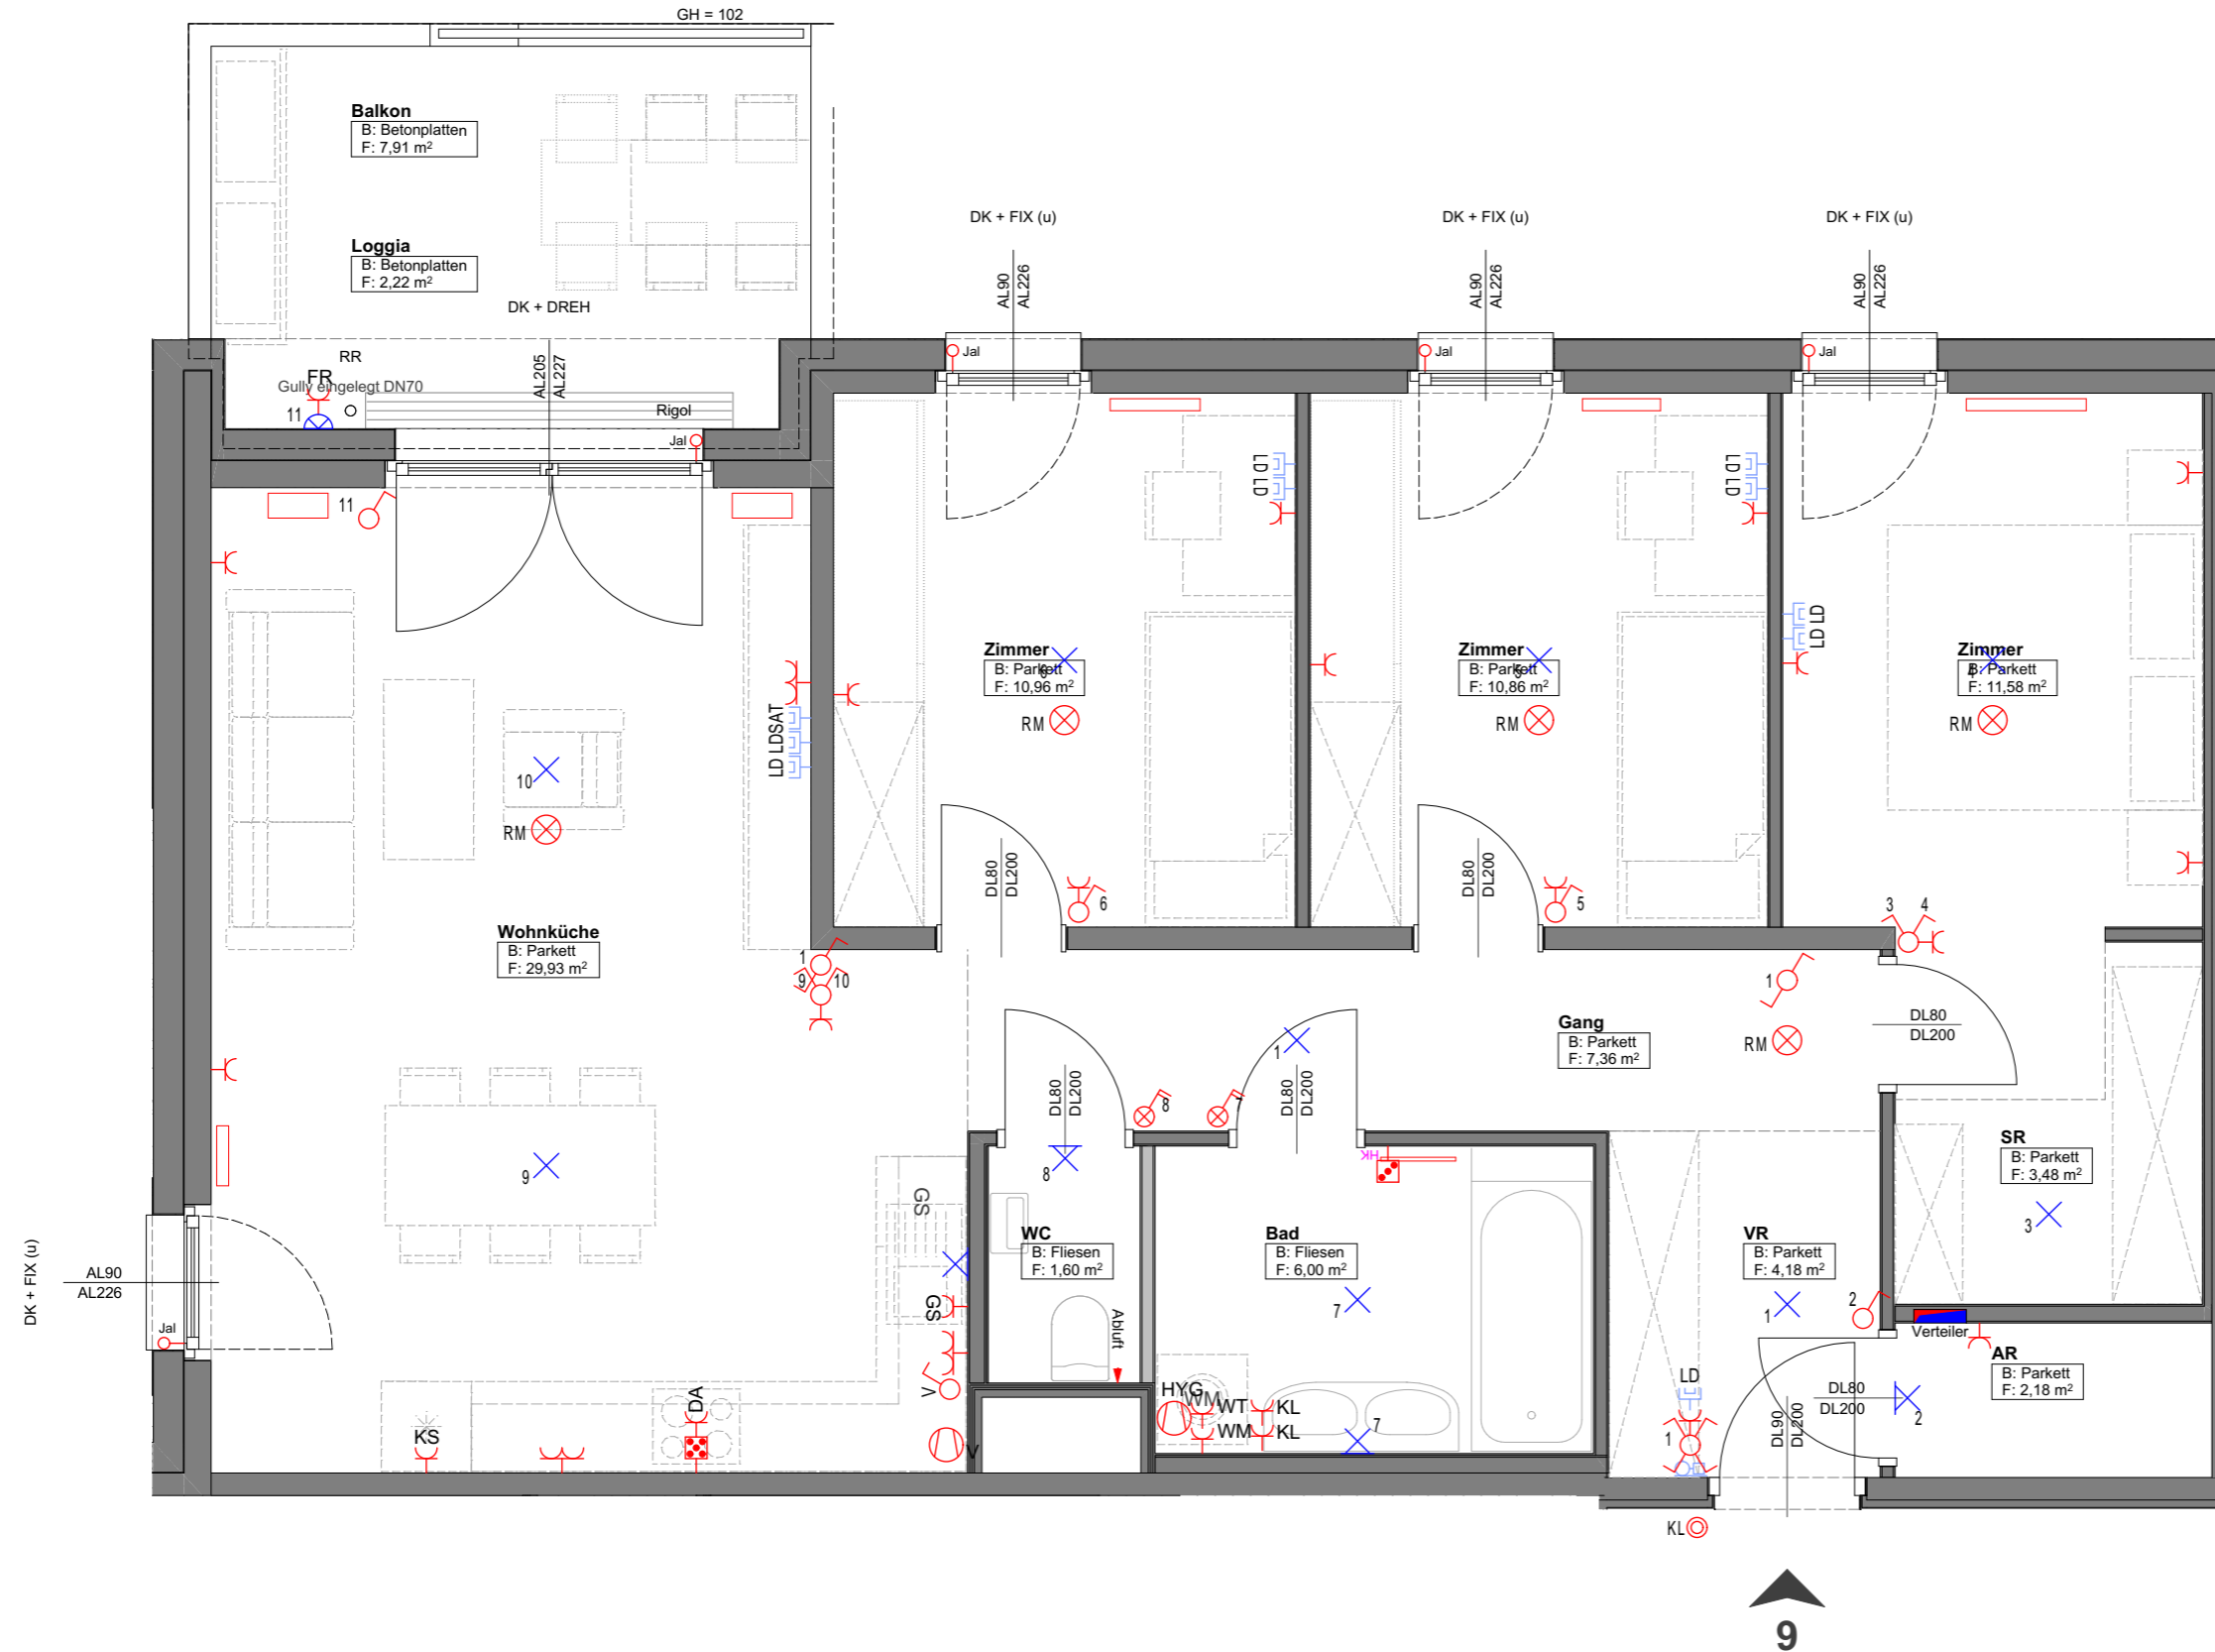 GH = 102
Balkon
B: Betonplatten
F: 7,91 m²
Loggia
B: Betonplatten
F: 2,22 m²
DK + DREH
AL205
AL227
RR
FR
Gully eingelegt DN70
11
Rigol
Jal
11
DK + FIX (u)
AL90
AL226
Jal
DK + FIX (u)
AL90
AL226
Jal
DK + FIX (u)
AL90
AL226
Jal
LD LD
LD LD
LD LD
Zimmer
B: Parkett
F: 10,96 m²
6
RM
Zimmer
B: Parkett
F: 10,86 m²
5
RM
Zimmer
B: Parkett
F: 11,58 m²
4
RM
LD LDSAT
10
RM
DL80
DL200
6
DL80
DL200
5
3 4
Wohnküche
B: Parkett
F: 29,93 m²
1
9 10
1
Gang
B: Parkett
F: 7,36 m²
RM
DL80
DL200
1
DL80
DL200
8
7
DL80
DL200
9
8
SR
B: Parkett
F: 3,48 m²
3
GS
GS
WC
B: Fliesen
F: 1,60 m²
Abluft
HK
Bad
B: Fliesen
F: 6,00 m²
7
VR
B: Parkett
F: 4,18 m²
1
2
Verteiler
AR
B: Parkett
F: 2,18 m²
DL80
DL200
2
DK + FIX (u)
AL90
AL226
Jal
KS
DA
V
V
HYG
WM
WT
WM
KL
KL
7
LD
1
DL90
DL200
KL
9